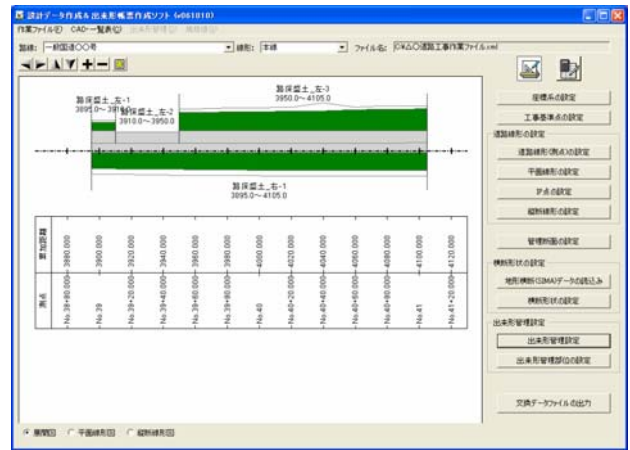 設計データ作成&出来形帳票作成ソフト (v061010)
作業ファイル(F) CAD・一覧表(C) 出来形管理(D)
路線: 一般国道○○号 線形: 本線 ファイル名: C:¥△○道路工事作業ファイル.xml
路床盛土_左-1
路床盛土_左-2
3910.0～3950.0
路床盛土_左-3
3950.0～4105.0
路床盛土_右-1
3895.0～4105.0
累加距離
3880.000
3900.000
3920.000
3940.000
3960.000
3980.000
4000.000
4020.000
4040.000
4060.000
4080.000
4100.000
4120.000
測点
No.38+80.000
No.39
No.39+20.000
No.39+40.000
No.39+60.000
No.39+80.000
No.40
No.40+20.000
No.40+40.000
No.40+60.000
No.40+80.000
No.41
No.41+20.000
座標系の設定
工事基準点の設定
道路線形の設定
道路線形(測点)の設定
平面線形の設定
IP点の設定
縦断線形の設定
管理断面の設定
横断形状の設定
地形横断(SIMA)データの読込み
横断形状の設定
出来形管理設定
出来形管理設定
出来形管理部位の設定
交換データファイルの出力
展開図 平面線形図 縦断線形図